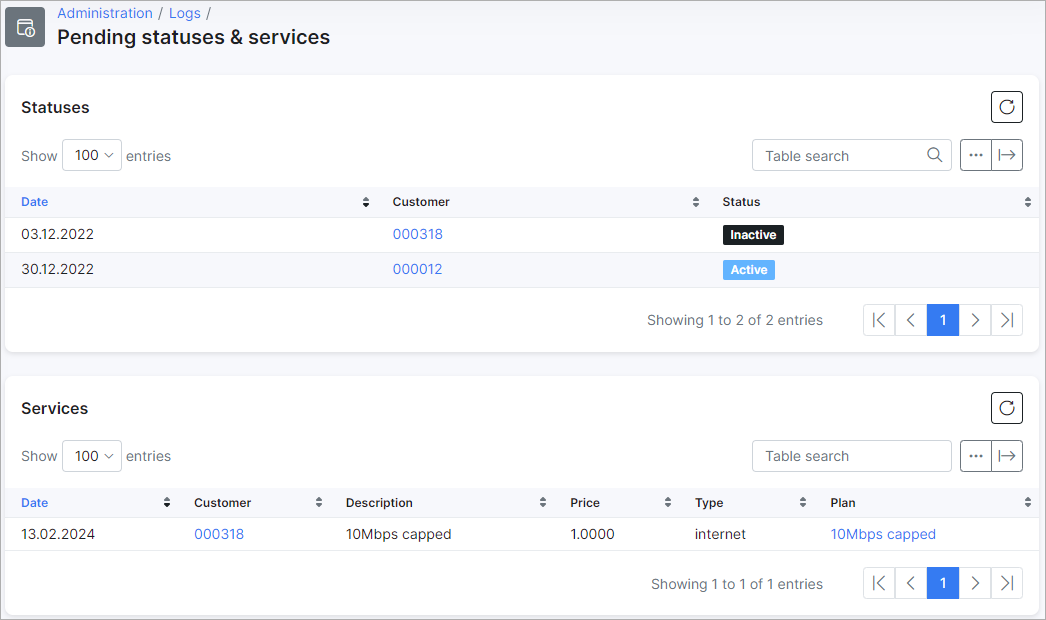 Administration / Logs /
Pending statuses & services
Statuses
Show 100 entries Table search
Date Customer Status
03.12.2022 000318 Inactive
30.12.2022 000012 Active
Showing 1 to 2 of 2 entries 1
Services
Show 100 entries Table search
Date Customer Description Price Type Plan
13.02.2024 000318 10Mbps capped 1.0000 internet 10Mbps capped
Showing 1 to 1 of 1 entries 1